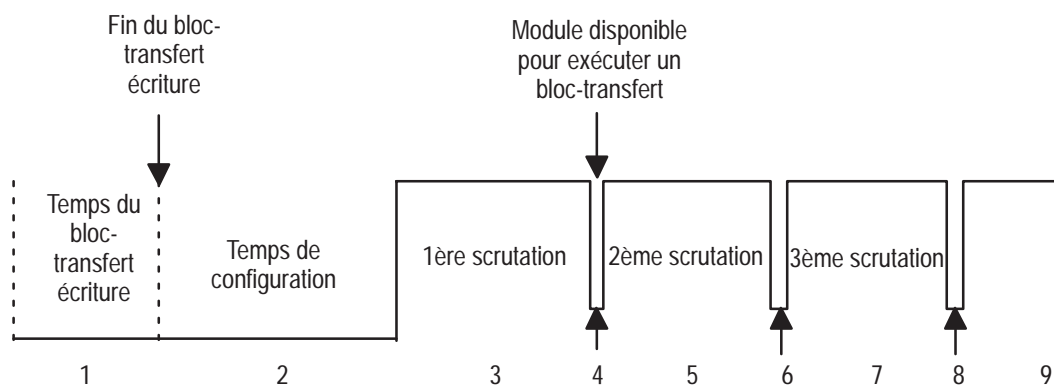 Fin du bloc-
transfert
écriture
Module disponible
pour exécuter un
bloc-transfert
Temps du
bloc-
transfert
écriture
Temps de
configuration
1ère scrutation
2ème scrutation
3ème scrutation
1 2 3 4 5 6 7 8 9